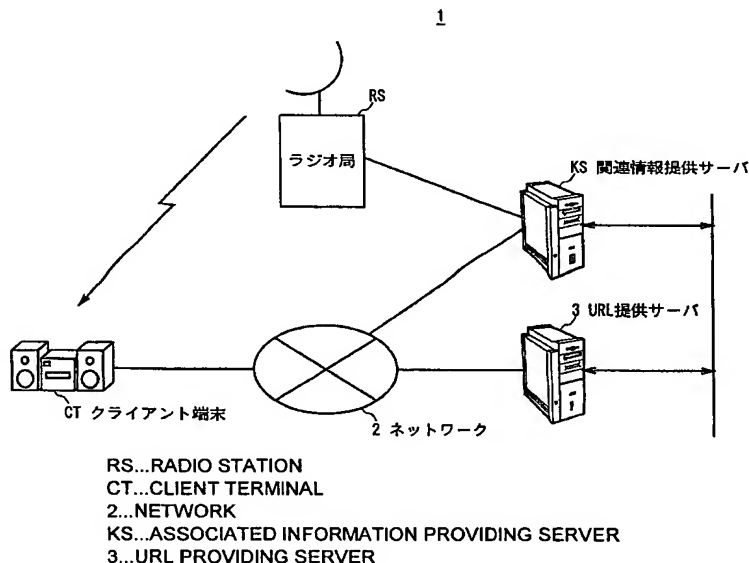 1
RS
ラジオ局
KS 関連情報提供サーバ
3 URL提供サーバ
CT クライアント端末
2 ネットワーク
RS...RADIO STATION
CT...CLIENT TERMINAL
2...NETWORK
KS...ASSOCIATED INFORMATION PROVIDING SERVER
3...URL PROVIDING SERVER